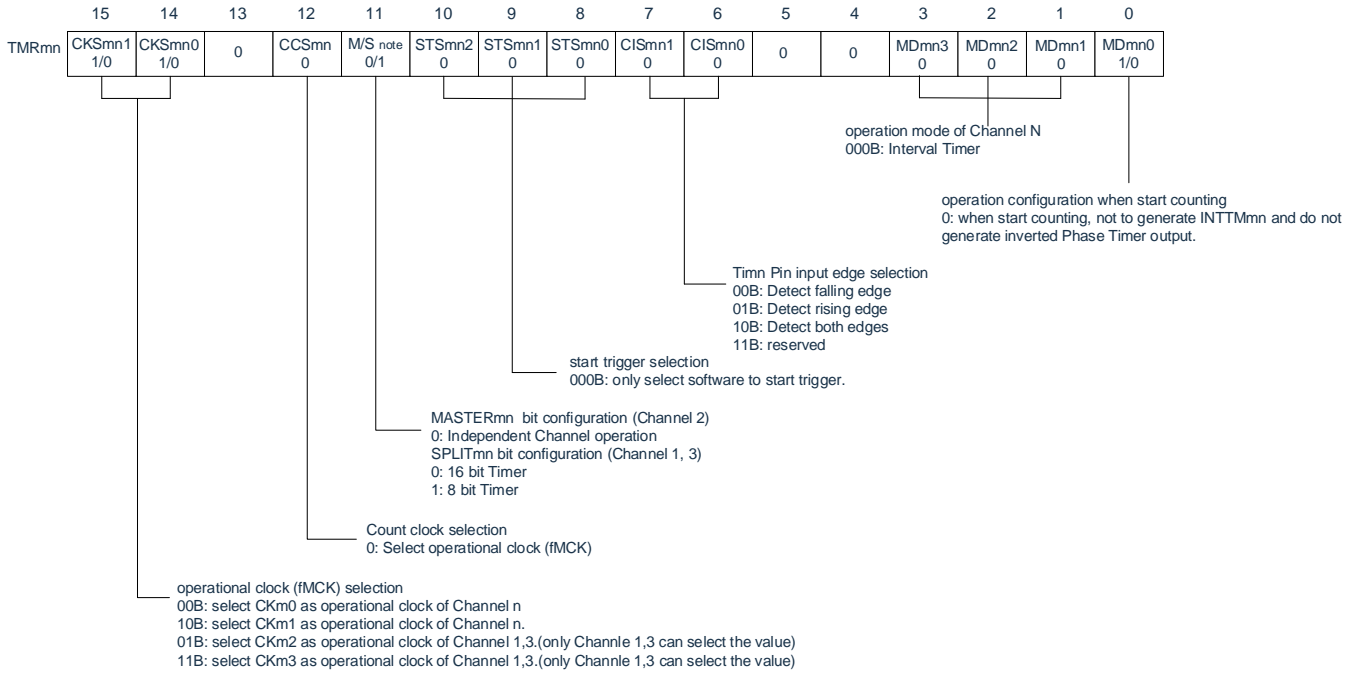 15 14 13 12 11 10 9 8 7 6 5 4 3 2 1 0
TMRmn CKSmn1 CKSmn0 0 CCSmn M/S note STSmn2 STSmn1 STSmn0 CISmn1 CISmn0 0 0 MDmn3 MDmn2 MDmn1 MDmn0
1/0 1/0 0 0/1 0 0 0 0 0 0 0 0 1/0
operation mode of Channel N
000B: Interval Timer
operation configuration when start counting
0: when start counting, not to generate INTTMmn and do not
generate inverted Phase Timer output.
Timn Pin input edge selection
00B: Detect falling edge
01B: Detect rising edge
10B: Detect both edges
11B: reserved
start trigger selection
000B: only select software to start trigger.
MASTERmn bit configuration (Channel 2)
0: Independent Channel operation
SPLITmn bit configuration (Channel 1, 3)
0: 16 bit Timer
1: 8 bit Timer
Count clock selection
0: Select operational clock (fMCK)
operational clock (fMCK) selection
00B: select CKm0 as operational clock of Channel n
10B: select CKm1 as operational clock of Channel n.
01B: select CKm2 as operational clock of Channel 1,3.(only Channle 1,3 can select the value)
11B: select CKm3 as operational clock of Channel 1,3.(only Channle 1,3 can select the value)